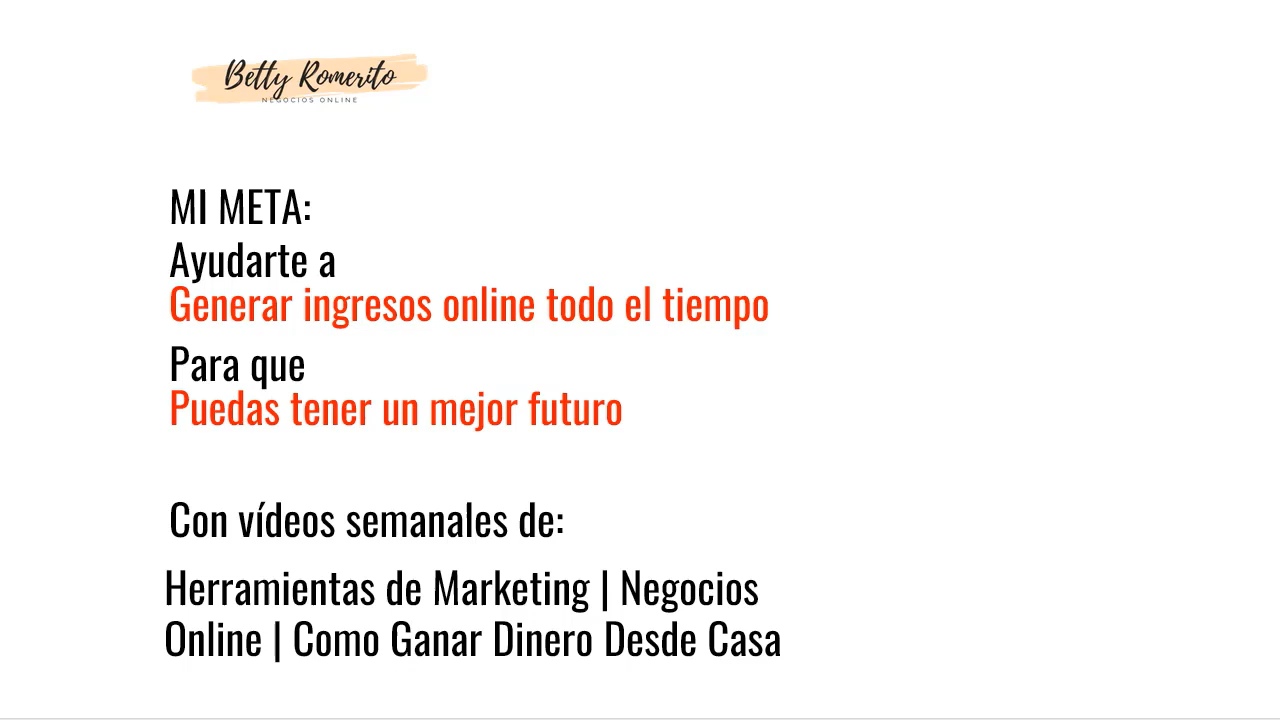 Betty Romerito
NEGOCIOS ONLINE
MI META:
Ayudarte a
Generar ingresos online todo el tiempo
Para que
Puedas tener un mejor futuro
Con vídeos semanales de:
Herramientas de Marketing | Negocios
Online | Como Ganar Dinero Desde Casa